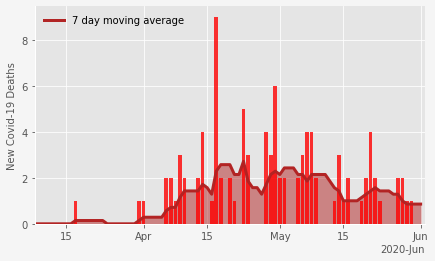 7 day moving average
New Covid-19 Deaths
8
6
4
2
0
15
Apr
15
May
15
Jun
2020-Jun